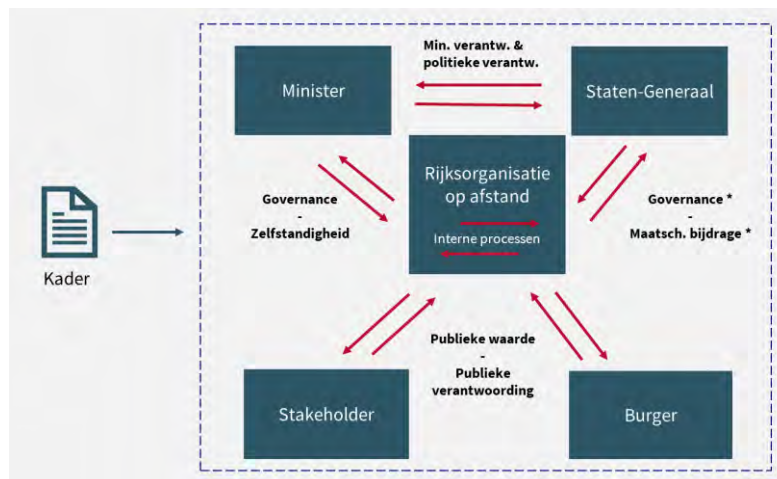 Min. verantw. &
politieke verantw.
Minister
Staten-Generaal
Rijksorganisatie
op afstand
Interne processen
Governance
-
Zelfstandigheid
Governance *
-
Maatsch. bijdrage *
Kader
Publieke waarde
-
Publieke
verantwoording
Stakeholder
Burger